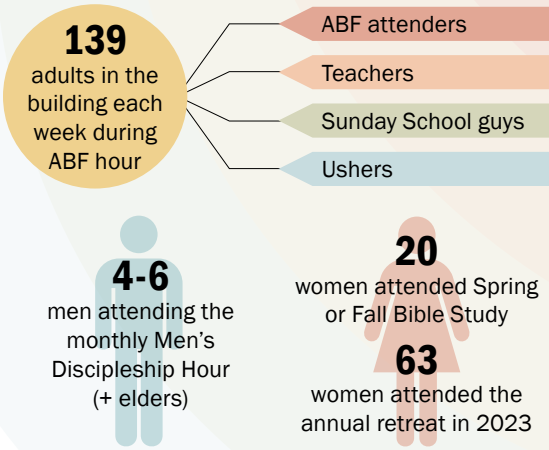 139
adults in the
building each
week during
ABF hour
ABF attenders
Teachers
Sunday School guys
Ushers
4-6
men attending the
monthly Men's
Discipleship Hour
(+ elders)
20
women attended Spring
or Fall Bible Study
63
women attended the
annual retreat in 2023